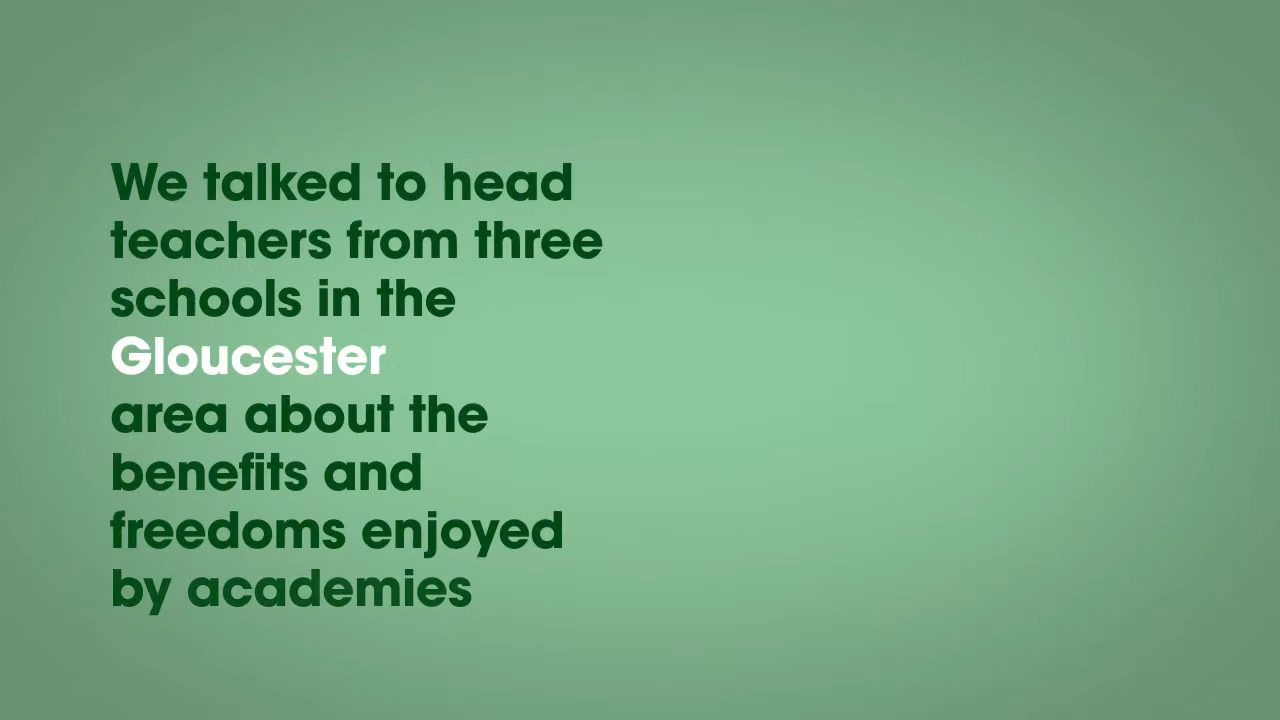 We talked to head
teachers from three
schools in the
Gloucester
area about the
benefits and
freedoms enjoyed
by academies